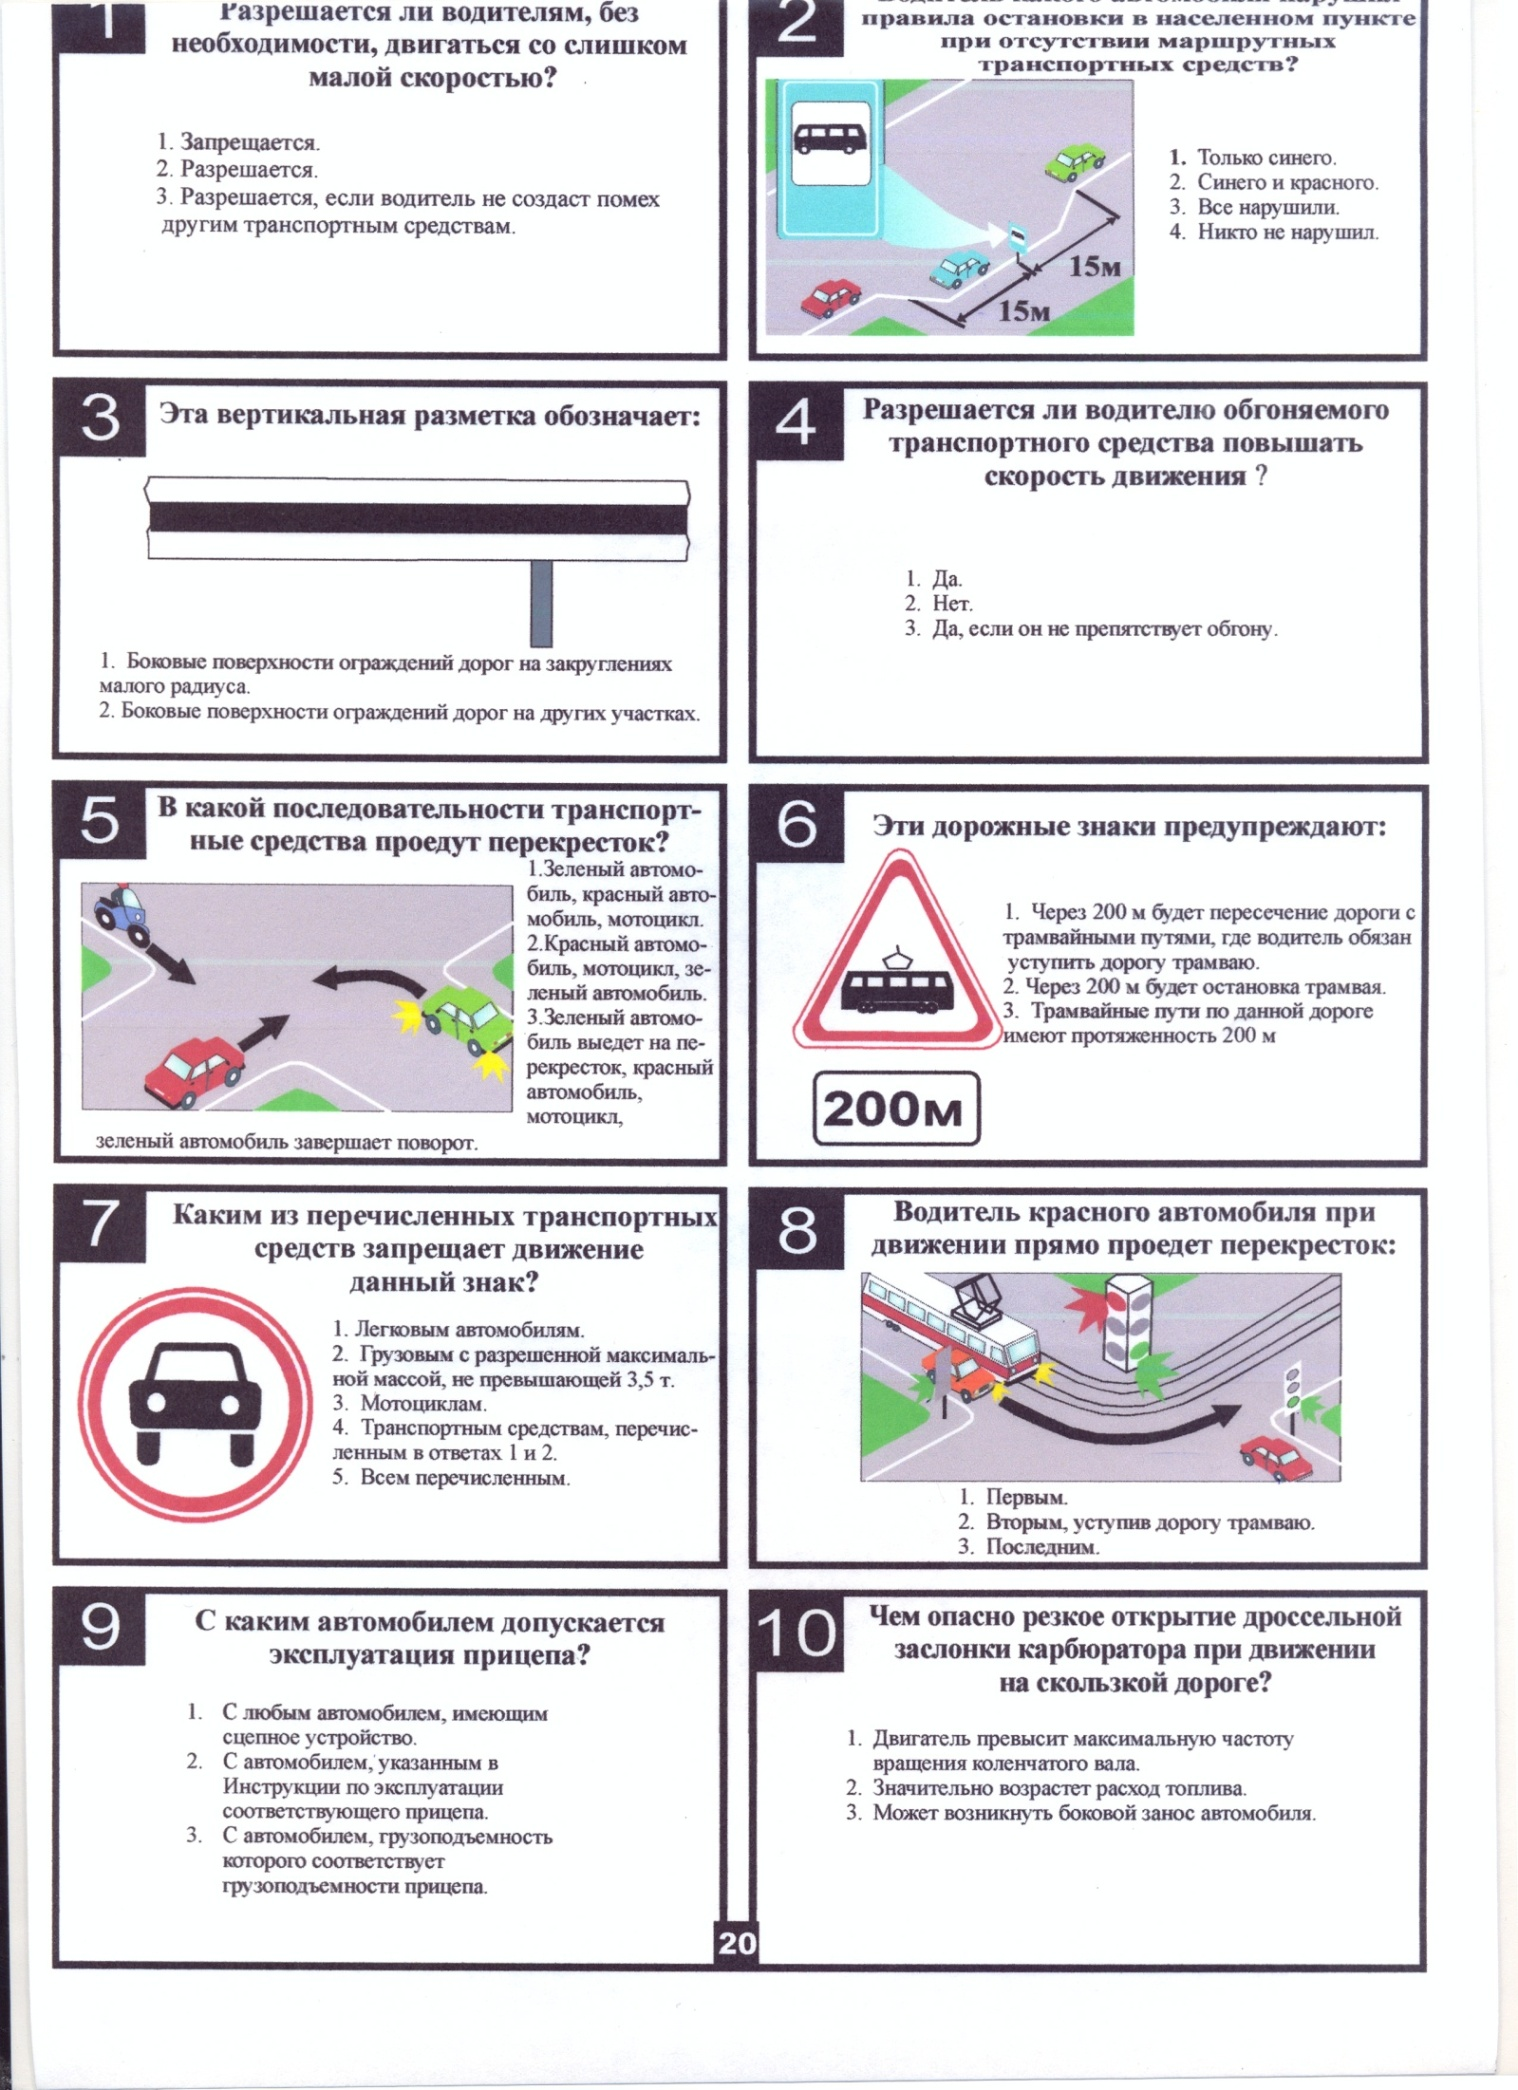 1
Разрешается ли водителям, без
необходимости, двигаться со слишком
малой скоростью?
1. Запрещается.
2. Разрешается.
3. Разрешается, если водитель не создаст помех
другим транспортным средствам.
2
Водитель какого автомобиля нарушил
правила остановки в населенном пункте
при отсутствии маршрутных
транспортных средств?
15м
15м
1. Только синего.
2. Синего и красного.
3. Все нарушили.
4. Никто не нарушил.
3
Эта вертикальная разметка обозначает:
1. Боковые поверхности ограждений дорог на закруглениях
малого радиуса.
2. Боковые поверхности ограждений дорог на других участках.
4
Разрешается ли водителю обгоняемого
транспортного средства повышать
скорость движения ?
1. Да.
2. Нет.
3. Да, если он не препятствует обгону.
5
В какой последовательности транспорт-
ные средства проедут перекресток?
1.Зеленый автомо-
биль, красный авто-
мобиль, мотоцикл.
2.Красный автомо-
биль, мотоцикл, зе-
леный автомобиль.
3.Зеленый автомо-
биль выедет на пе-
рекресток, красный
автомобиль,
мотоцикл,
зеленый автомобиль завершает поворот.
6
Эти дорожные знаки предупреждают:
200м
1. Через 200 м будет пересечение дороги с
трамвайными путями, где водитель обязан
уступить дорогу трамваю.
2. Через 200 м будет остановка трамвая.
3. Трамвайные пути по данной дороге
имеют протяженность 200 м
7
Каким из перечисленных транспортных
средств запрещает движение
данный знак?
1. Легковым автомобилям.
2. Грузовым с разрешенной максималь-
ной массой, не превышающей 3,5 т.
3. Мотоциклам.
4. Транспортным средствам, перечис-
ленным в ответах 1 и 2.
5. Всем перечисленным.
8
Водитель красного автомобиля при
движении прямо проедет перекресток:
1. Первым.
2. Вторым, уступив дорогу трамваю.
3. Последним.
9
С каким автомобилем допускается
эксплуатация прицепа?
1. С любым автомобилем, имеющим
сцепное устройство.
2. С автомобилем, указанным в
Инструкции по эксплуатации
соответствующего прицепа.
3. С автомобилем, грузоподъемность
которого соответствует
грузоподъемности прицепа.
10
Чем опасно резкое открытие дроссельной
заслонки карбюратора при движении
на скользкой дороге?
1. Двигатель превысит максимальную частоту
вращения коленчатого вала.
2. Значительно возрастет расход топлива.
3. Может возникнуть боковой занос автомобиля.
20